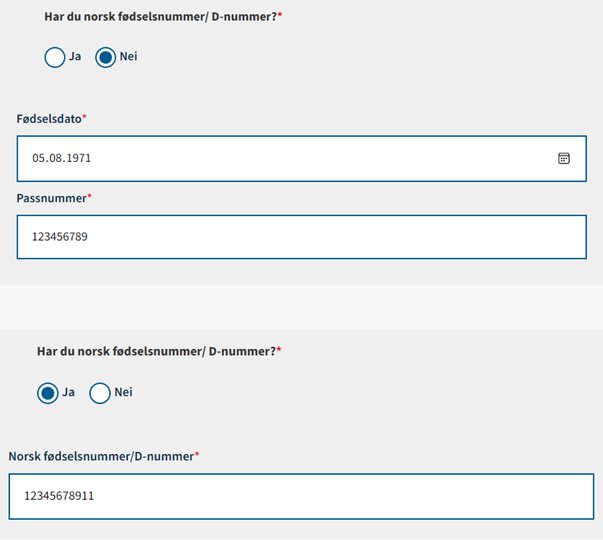 Har du norsk fødselsnummer/ D-nummer?*
Ja Nei
Fødselsdato*
05.08.1971
Passnummer*
123456789
Har du norsk fødselsnummer/ D-nummer?*
Ja Nei
Norsk fødselsnummer/D-nummer*
12345678911